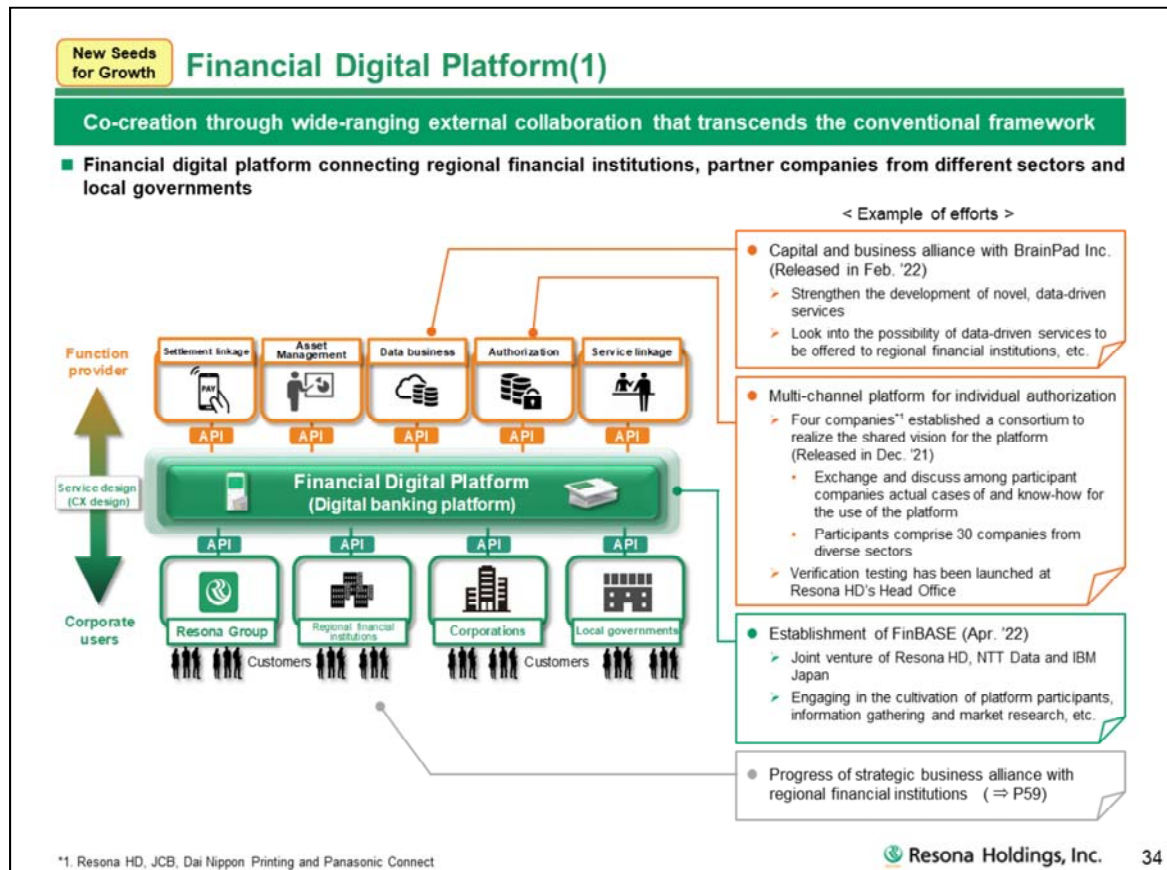 New Seeds
for Growth
Financial Digital Platform(1)
Co-creation through wide-ranging external collaboration that transcends the conventional framework
■ Financial digital platform connecting regional financial institutions, partner companies from different sectors and
local governments
< Example of efforts >
● Capital and business alliance with BrainPad Inc.
(Released in Feb. '22)
➢ Strengthen the development of novel, data-driven
services
➢ Look into the possibility of data-driven services to
be offered to regional financial institutions, etc.
Function
provider
Settlement linkage
Asset
Management
Data business
Authorization
Service linkage
PAY
API
API
API
API
API
● Multi-channel platform for individual authorization
➢ Four companies*1 established a consortium to
realize the shared vision for the platform
(Released in Dec. '21)
• Exchange and discuss among participant
companies actual cases of and know-how for
the use of the platform
• Participants comprise 30 companies from
diverse sectors
➢ Verification testing has been launched at
Resona HD's Head Office
Service design
(CX design)
Financial Digital Platform
(Digital banking platform)
API
API
API
API
Corporate
users
Resona Group
Regional financial
institutions
Corporations
Local governments
Customers
Customers
● Establishment of FinBASE (Apr. '22)
➢ Joint venture of Resona HD, NTT Data and IBM
Japan
➢ Engaging in the cultivation of platform participants,
information gathering and market research, etc.
● Progress of strategic business alliance with
regional financial institutions ( ⇒ P59)
*1. Resona HD, JCB, Dai Nippon Printing and Panasonic Connect
Resona Holdings, Inc.
34